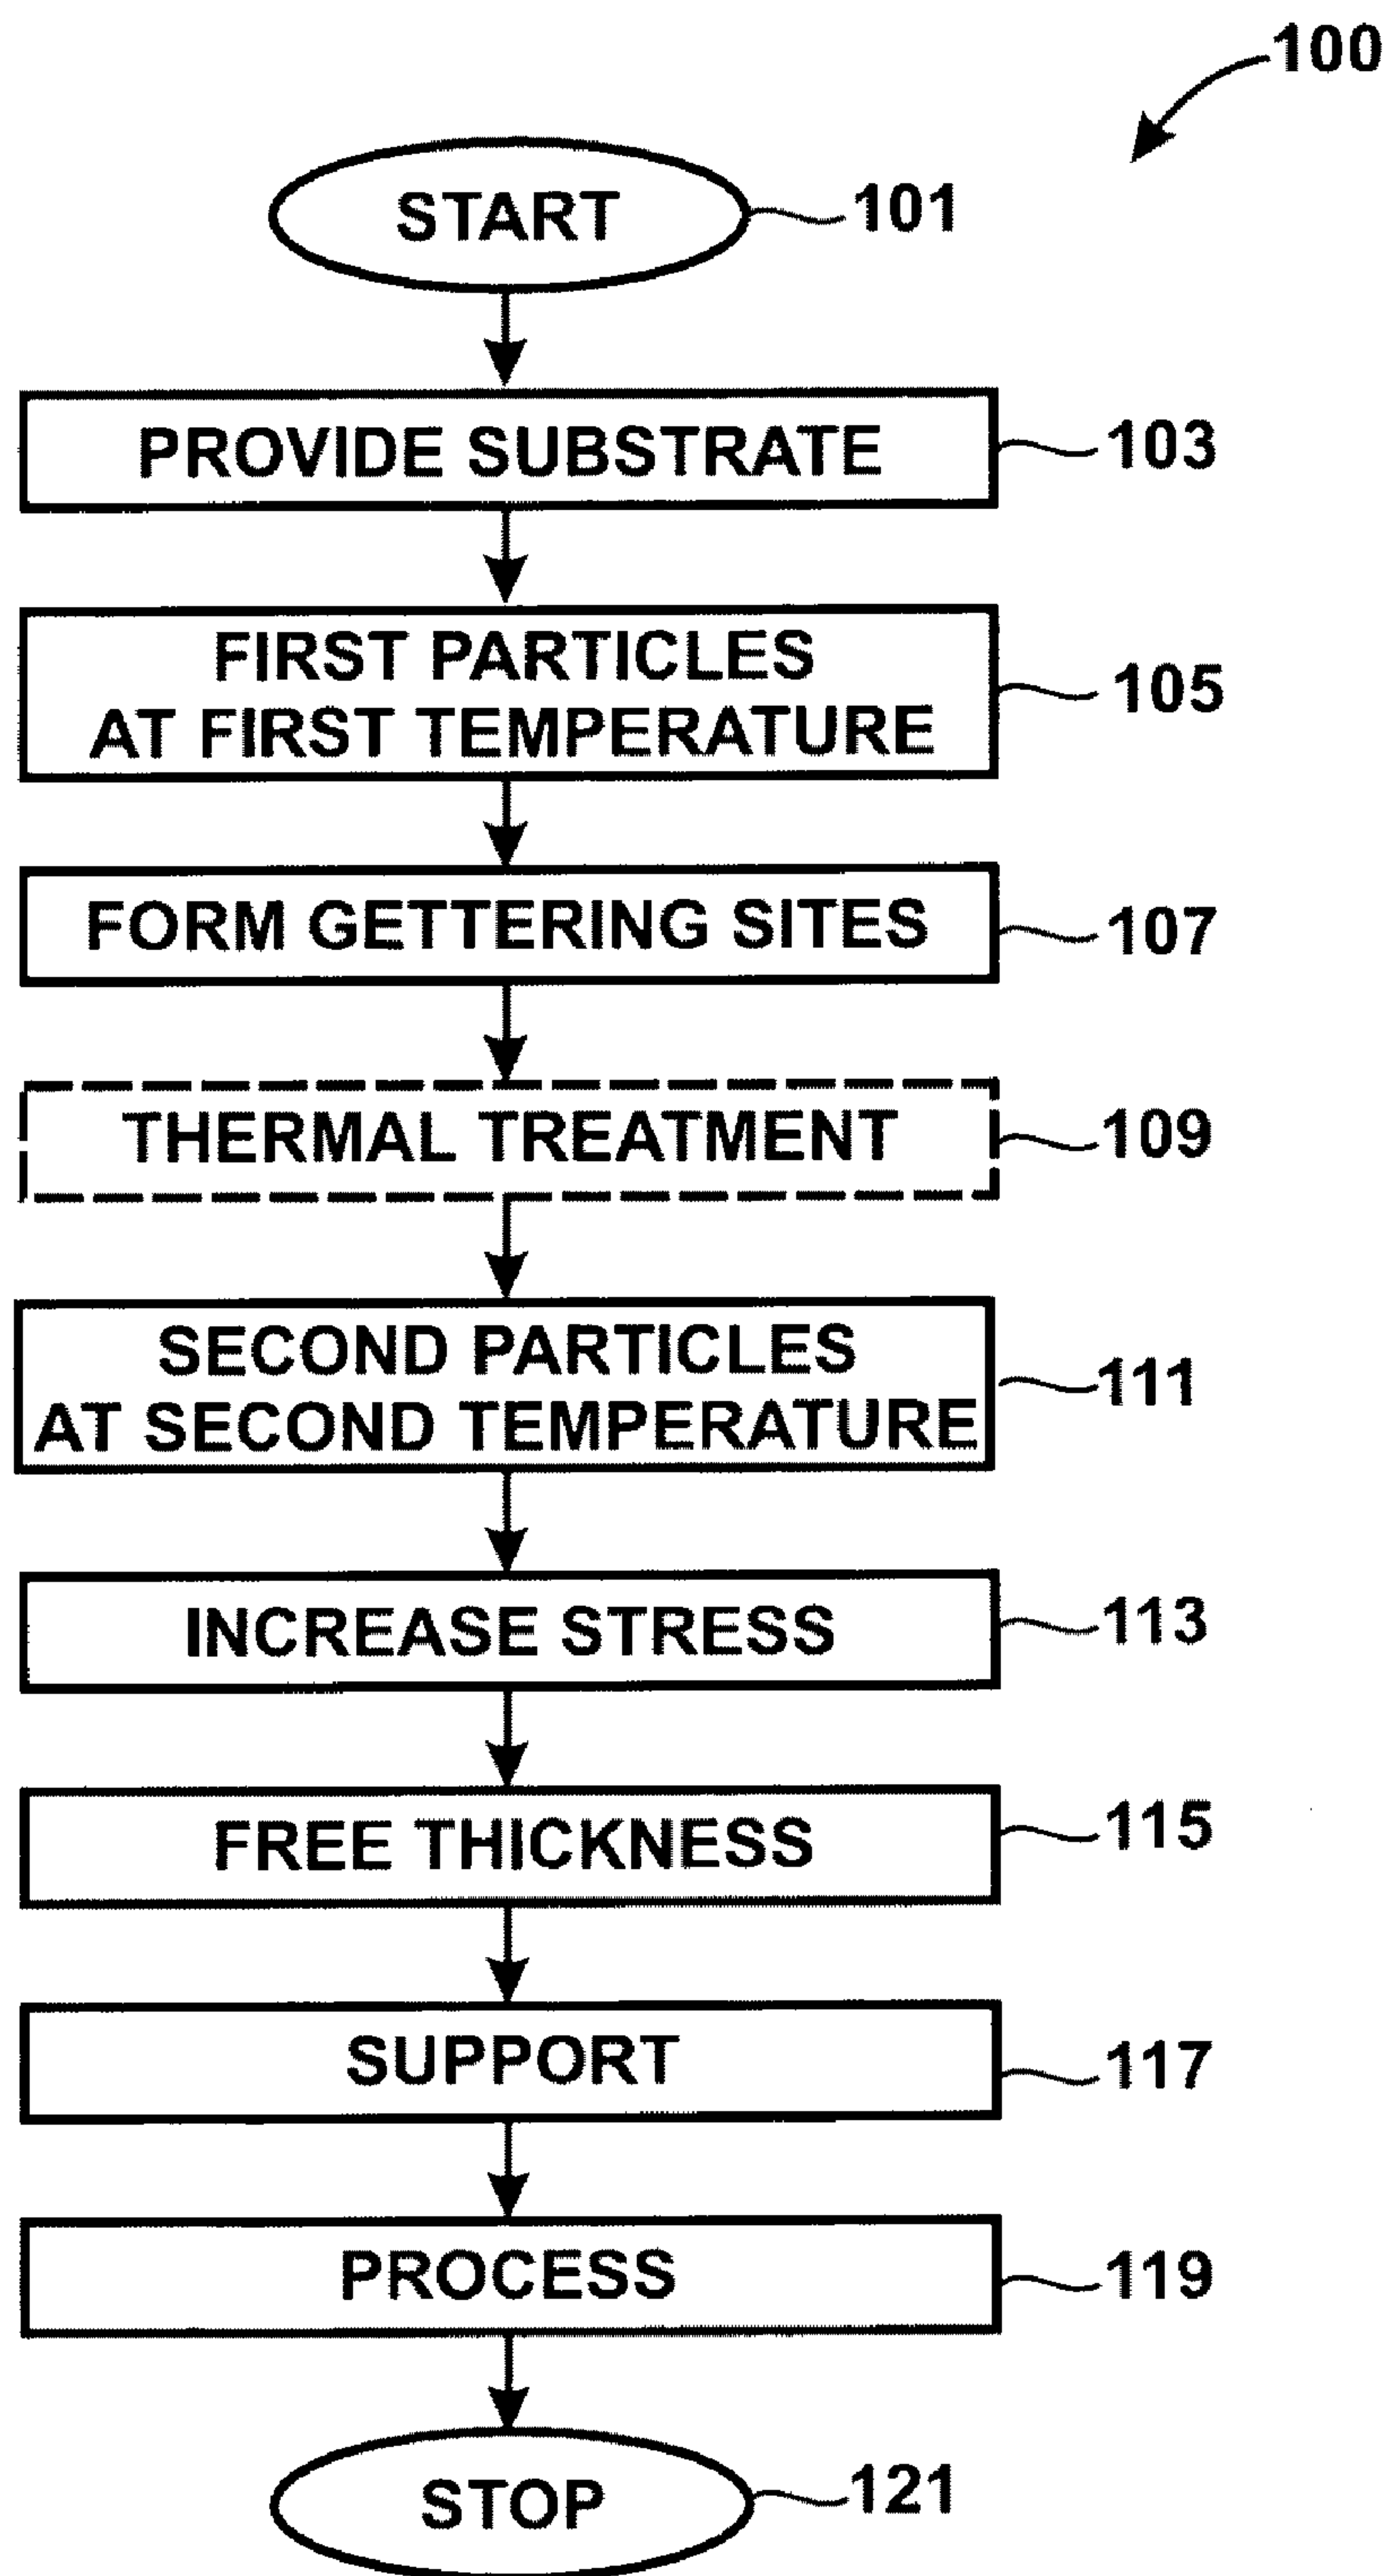 100
START
101
PROVIDE SUBSTRATE
103
FIRST PARTICLES
AT FIRST TEMPERATURE
105
FORM GETTERING SITES
107
THERMAL TREATMENT
109
SECOND PARTICLES
AT SECOND TEMPERATURE
111
INCREASE STRESS
113
FREE THICKNESS
115
SUPPORT
117
PROCESS
119
STOP
121